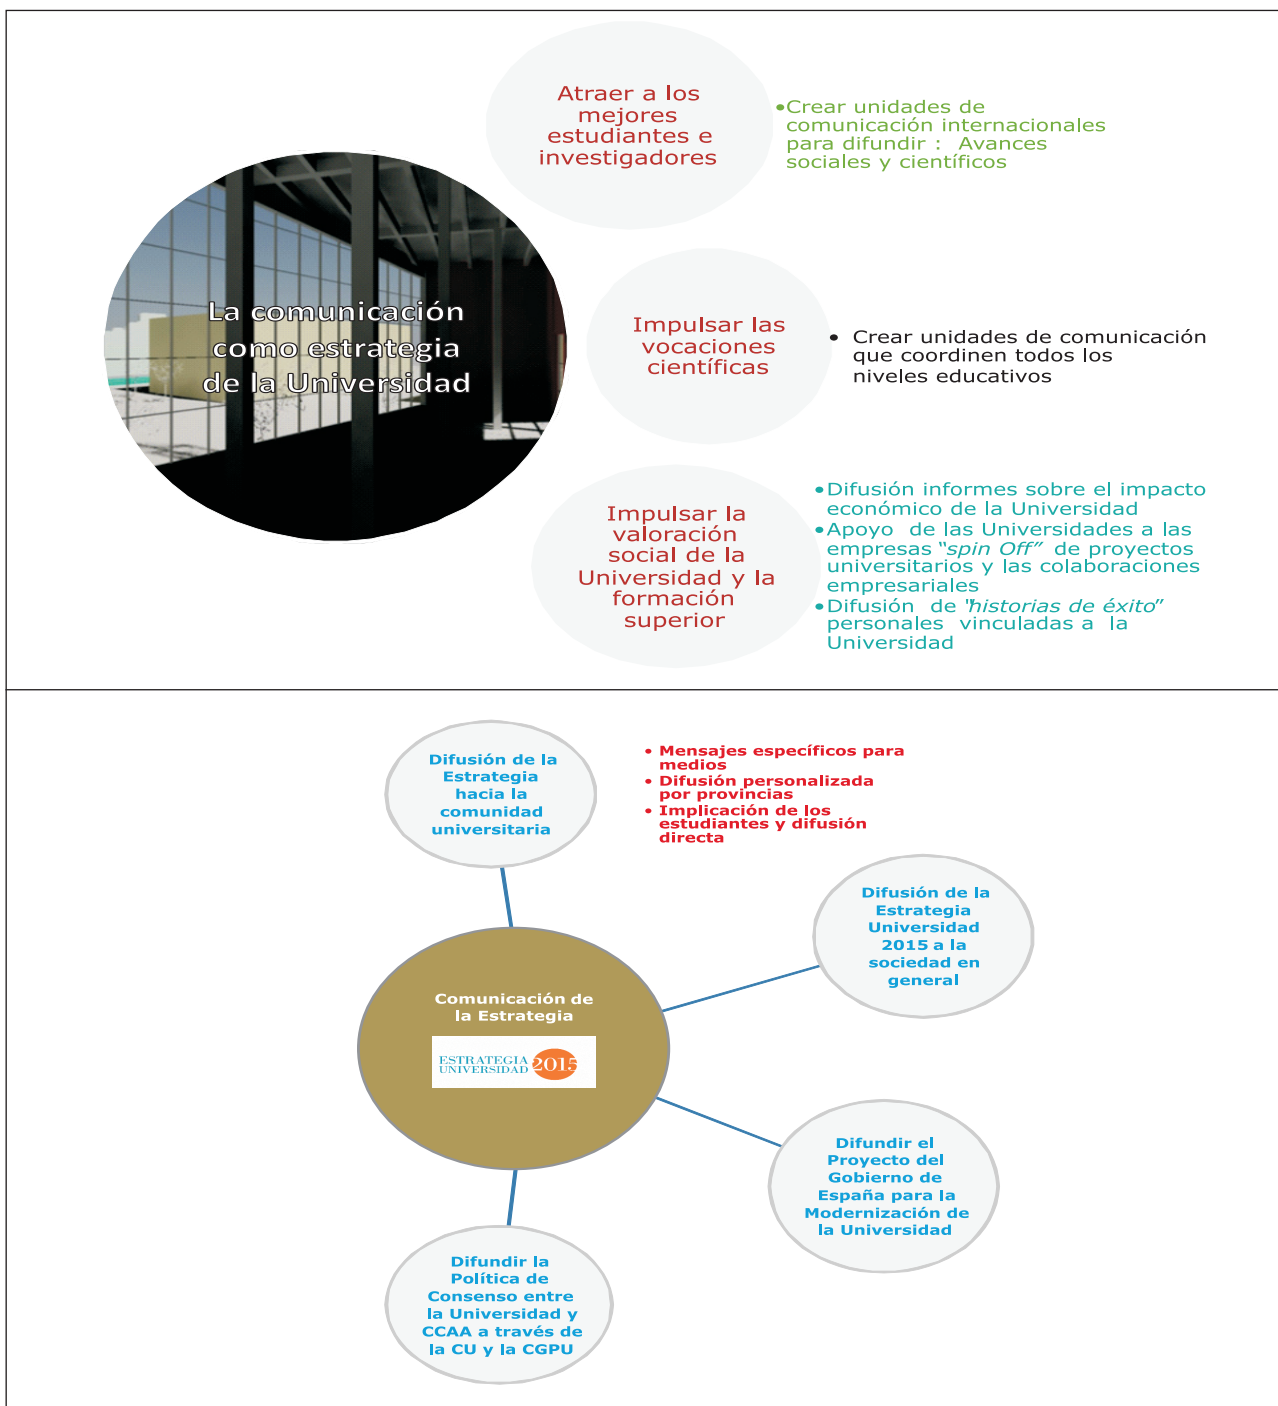 La comunicación
como estrategia
de la Universidad
Atraer a los
mejores
estudiantes e
investigadores
•Crear unidades de
comunicación internacionales
para difundir : Avances
sociales y científicos
Impulsar las
vocaciones
científicas
• Crear unidades de comunicación
que coordinen todos los
niveles educativos
Impulsar la
valoración
social de la
Universidad y la
formación
superior
•Difusión informes sobre el impacto
económico de la Universidad
•Apoyo de las Universidades a las
empresas “spin Off” de proyectos
universitarios y las colaboraciones
empresariales
•Difusión de “historias de éxito”
personales vinculadas a la
Universidad
Difusión de la
Estrategia
hacia la
comunidad
universitaria
• Mensajes específicos para
medios
• Difusión personalizada
por provincias
• Implicación de los
estudiantes y difusión
directa
Difusión de la
Estrategia
Universidad
2015 a la
sociedad en
general
Comunicación de
la Estrategia
ESTRATEGIA
UNIVERSIDAD 2015
Difundir el
Proyecto del
Gobierno de
España para la
Modernización de
la Universidad
Difundir la
Política de
Consenso entre
la Universidad y
CCAA a través de
la CU y la CGPU